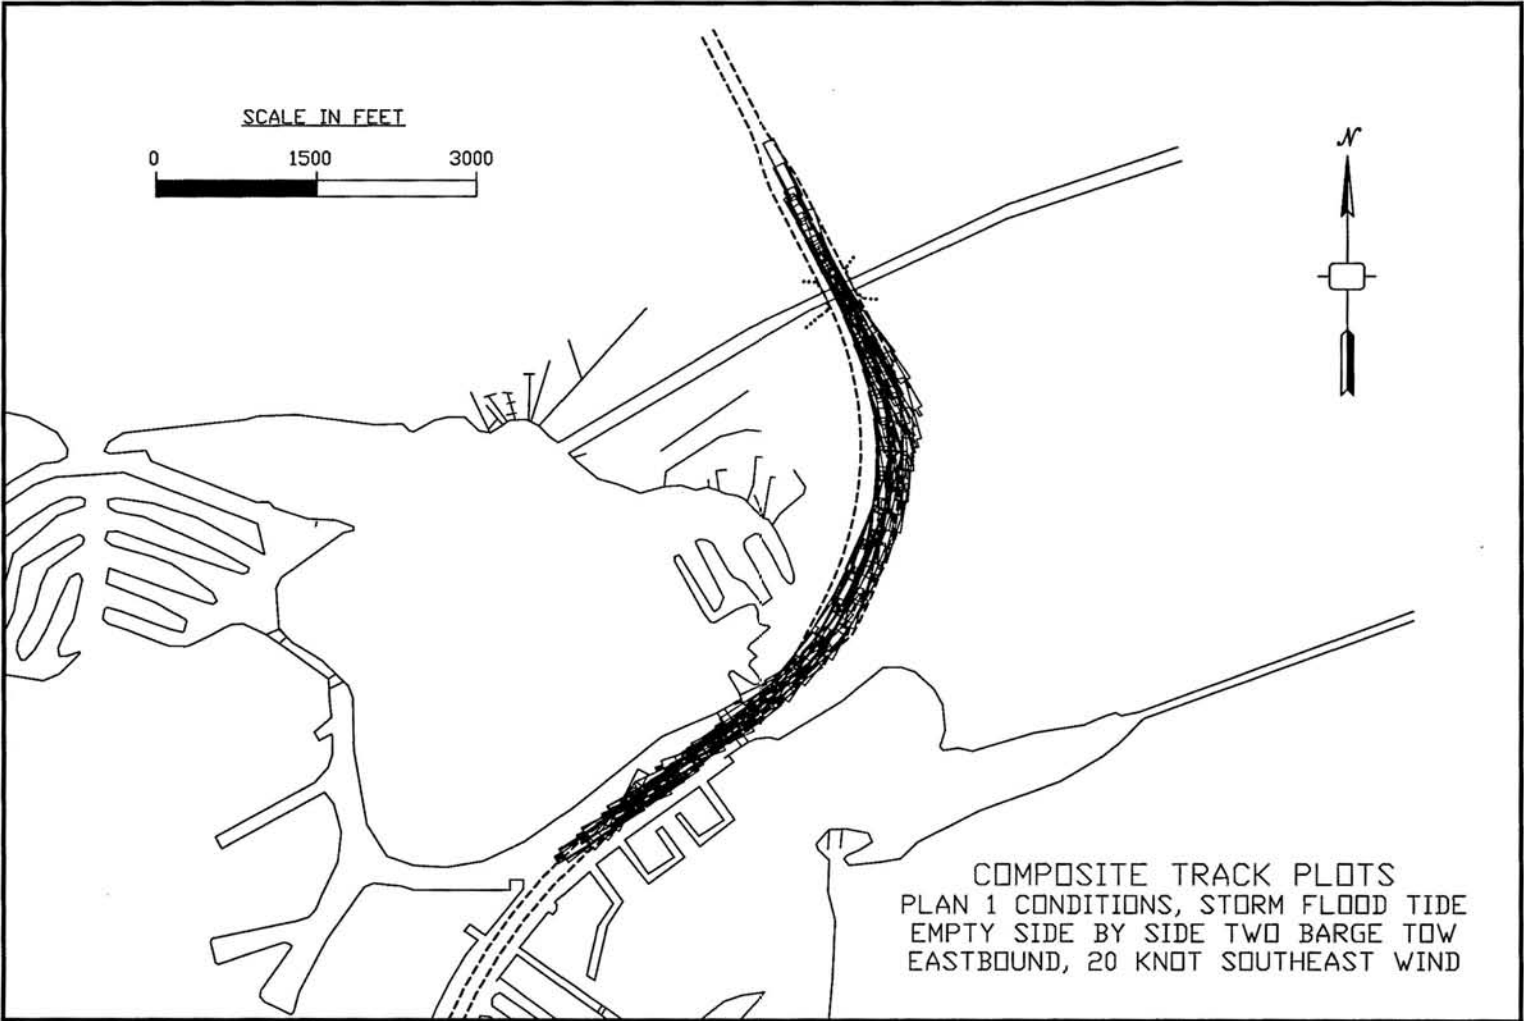 SCALE IN FEET
0 1500 3000
N
COMPOSITE TRACK PLOTS
PLAN 1 CONDITIONS, STORM FLOOD TIDE
EMPTY SIDE BY SIDE TWO BARGE TOW
EASTBOUND, 20 KNOT SOUTHEAST WIND